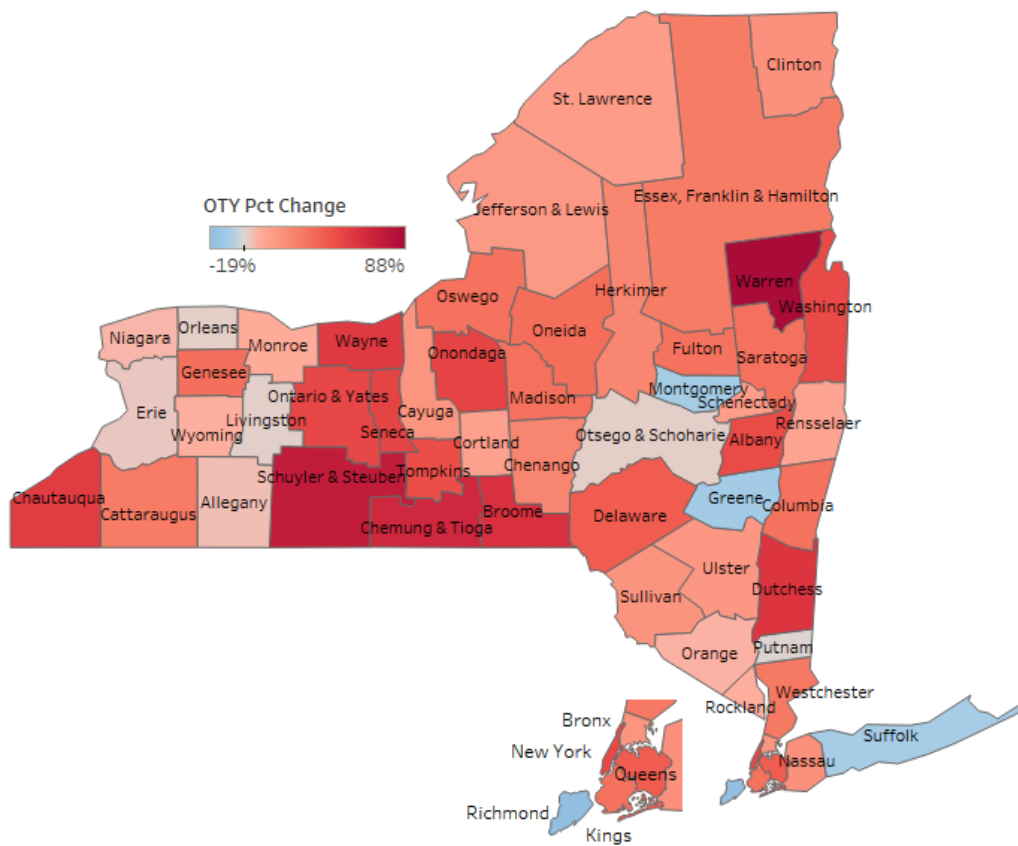 Clinton
St. Lawrence
Essex, Franklin & Hamilton
OTY Pct Change
Jefferson & Lewis
-19%
88%
Warren
Herkimer
Oswego
Washington
Orleans
Niagara
Monroe
Wayne
Oneida
Onondaga
Fulton
Saratoga
Genesee
Montgomery
Ontario & Yates
Madison
Schenectady
Erie
Cayuga
Livingston
Rensselaer
Wyoming
Seneca
Otsego & Schoharie
Albany
Cortland
Chenango
Tompkins
Schuyler & Steuben
Chautauqua
Allegany
Greene
Columbia
Cattaraugus
Broome
Delaware
Chemung & Tioga
Ulster
Dutchess
Sullivan
Putnam
Orange
Westchester
Rockland
Bronx
Suffolk
New York
Nassau
Queens
Richmond
Kings